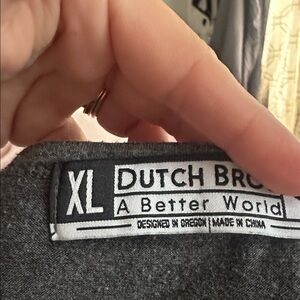 XL
DUTCH BRO
A Better World
DESIGNED IN OREGON | MADE IN CHINA